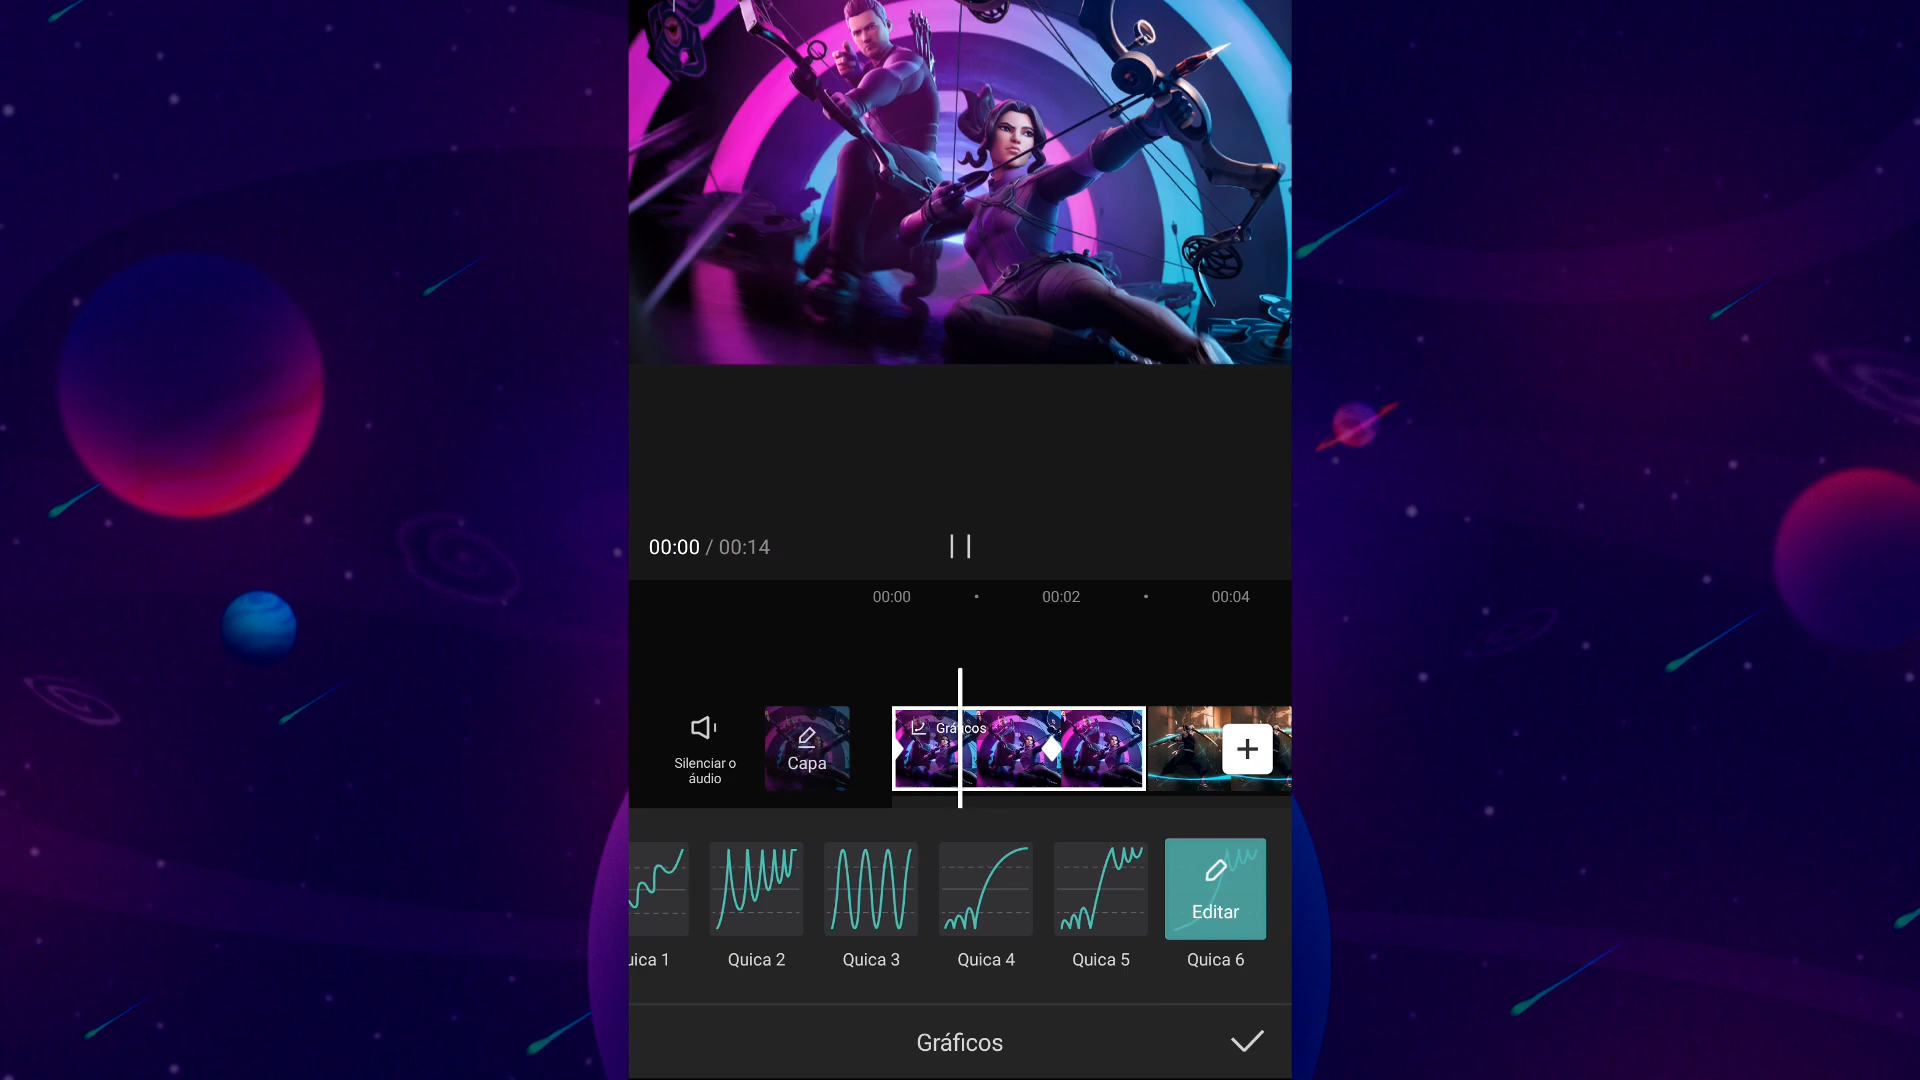 00:00 / 00:14
00:00
00:02
00:04
Gráficos
Silenciar o
áudio
Capa
Editar
uica 1
Quica 2
Quica 3
Quica 4
Quica 5
Quica 6
Gráficos